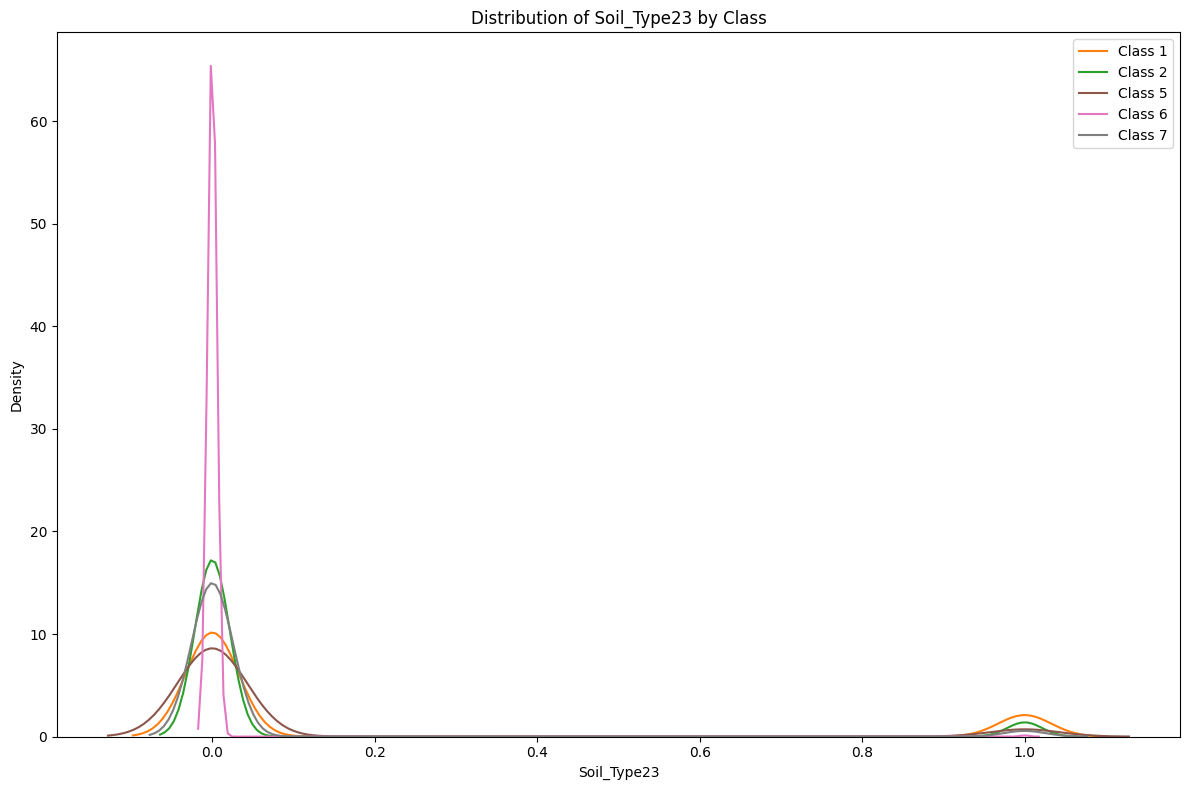 Distribution of Soil_Type23 by Class
Class 1
Class 2
Class 5
Class 6
Class 7
Density
60
50
40
30
20
10
0
0.0 0.2 0.4 0.6 0.8 1.0
Soil_Type23